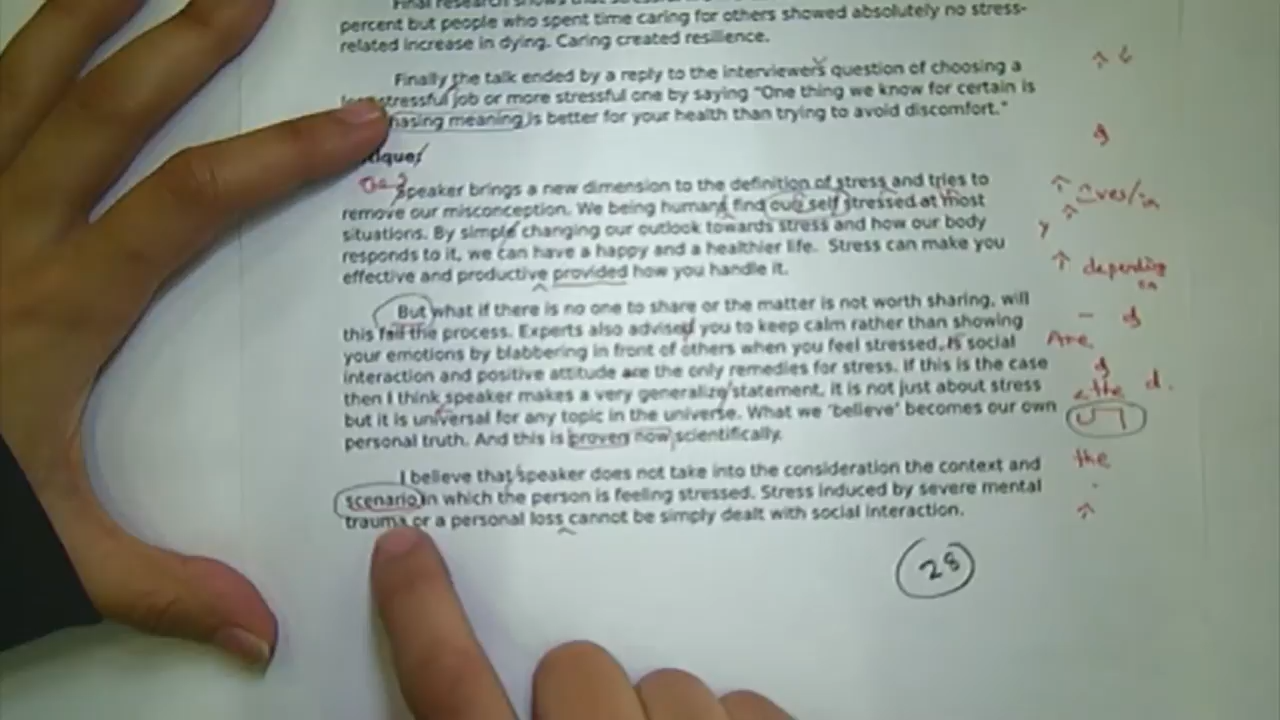 Final research shows that
percent but people who spent time caring for others showed absolutely no stress-
related increase in dying. Caring created resilience.
Finally the talk ended by a reply to the interviewers question of choosing a
stressful job or more stressful one by saying "One thing we know for certain is
hasing meaning is better for your health than trying to avoid discomfort."
ique
Speaker brings a new dimension to the definition of stress and tries to
remove our misconception. We being humans find our self stressed at most
situations. By simple changing our outlook towards stress and how our body
responds to it, we can have a happy and a healthier life. Stress can make you
effective and productive provided how you handle it.
But what if there is no one to share or the matter is not worth sharing, will
this fail the process. Experts also advised you to keep calm rather than showing
your emotions by blabbering in front of others when you feel stressed. Is social
interaction and positive attitude are the only remedies for stress. If this is the case
then I think speaker makes a very generalize statement, it is not just about stress
but it is universal for any topic in the universe. What we 'believe' becomes our own
personal truth. And this is proven now scientifically.
I believe that speaker does not take into the consideration the context and
scenario in which the person is feeling stressed. Stress induced by severe mental
trauma or a personal loss cannot be simply dealt with social interaction.
28
y
depending
on
Are
the
the